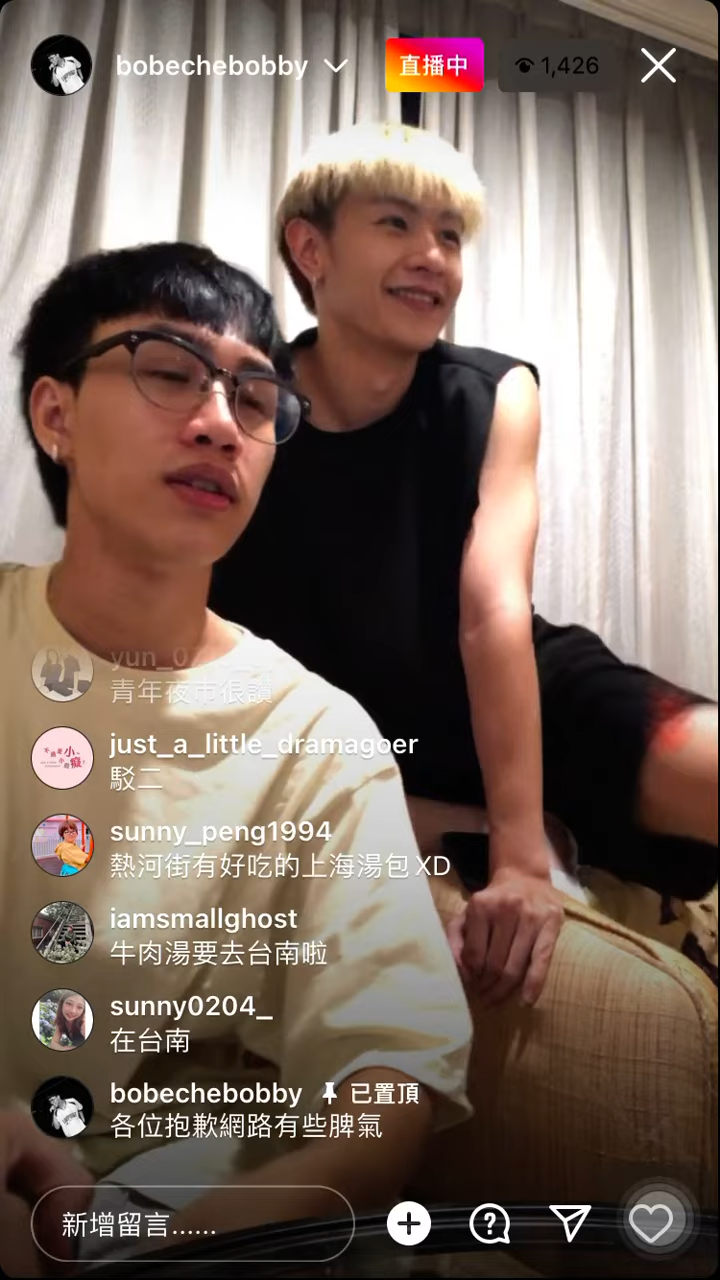 bobechebobby
直播中
1,426
青年夜市很讚
just_a_little_dramagoer
駁二
sunny_peng1994
熱河街有好吃的上海湯包XD
iamsmallghost
牛肉湯要去台南啦
sunny0204_
在台南
bobechebobby 已置頂
各位抱歉網路有些脾氣
新增留言......